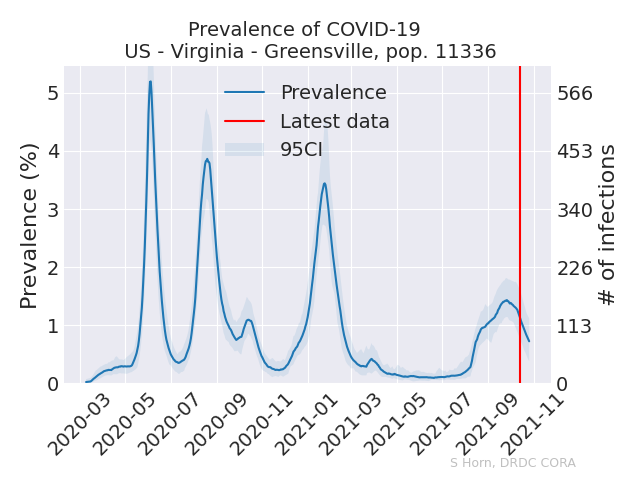 Prevalence of COVID-19
US - Virginia - Greensville, pop. 11336
Prevalence (%)
5
4
3
2
1
0
Prevalence
Latest data
95CI
566
453
340
226
113
0
# of infections
2020-03
2020-05
2020-07
2020-09
2020-11
2021-01
2021-03
2021-05
2021-07
2021-09
2021-11
S Horn, DRDC CORA